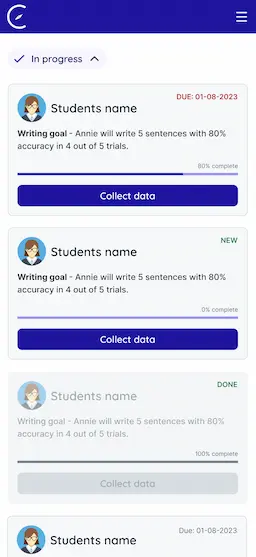 In progress
DUE: 01-08-2023
Students name
Writing goal - Annie will write 5 sentences with 80%
accuracy in 4 out of 5 trials.
80% complete
Collect data
NEW
Students name
Writing goal - Annie will write 5 sentences with 80%
accuracy in 4 out of 5 trials.
0% complete
Collect data
DONE
Students name
Writing goal - Annie will write 5 sentences with 80%
accuracy in 4 out of 5 trials.
100% complete
Collect data
Due: 01-08-2023
Students name